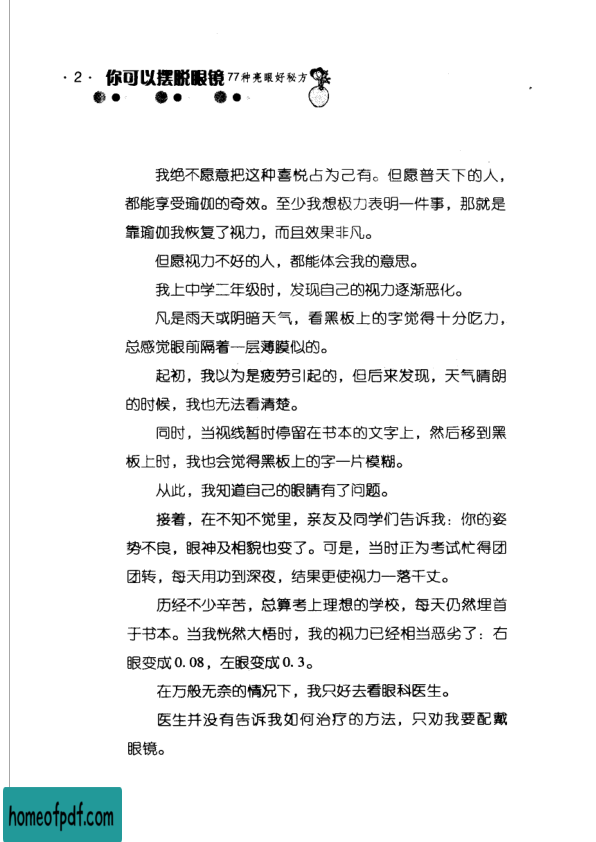 · 2 · 你可以摆脱眼镜 77种亮眼好秘方
我绝不愿意把这种喜悦占为己有。但愿普天下的人，
都能享受瑜伽的奇效。至少我想极力表明一件事，那就是
靠瑜伽我恢复了视力，而且效果非凡。
但愿视力不好的人，都能体会我的意思。
我上中学二年级时，发现自己的视力逐渐恶化。
凡是雨天或阴暗天气，看黑板上的字觉得十分吃力，
总感觉眼前隔着一层薄膜似的。
起初，我以为是疲劳引起的，但后来发现，天气晴朗
的时候，我也无法看清楚。
同时，当视线暂时停留在书本的文字上，然后移到黑
板上时，我也会觉得黑板上的字一片模糊。
从此，我知道自己的眼睛有了问题。
接着，在不知不觉里，亲友及同学们告诉我：你的姿
势不良，眼神及相貌也变了。可是，当时正为考试忙得团
团转，每天用功到深夜，结果更使视力一落千丈。
历经不少辛苦，总算考上理想的学校，每天仍然埋首
于书本。当我恍然大悟时，我的视力已经相当恶劣了：右
眼变成0.08，左眼变成0.3。
在万般无奈的情况下，我只好去看眼科医生。
医生并没有告诉我如何治疗的方法，只劝我要配戴
眼镜。
homeofpdf.com